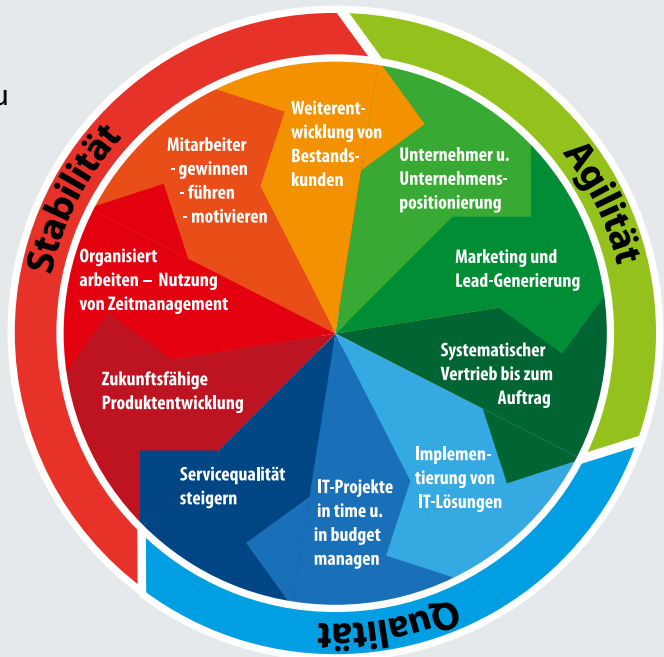 u
Stabilität
Agilität
Qualität
Weiterent-
wicklung von
Bestands-
kunden
Unternehmer u.
Unternehmens-
positionierung
Marketing und
Lead-Generierung
Systematischer
Vertrieb bis zum
Auftrag
Implemen-
tierung von
IT-Lösungen
IT-Projekte
in time u.
in budget
managen
Servicequalität
steigern
Zukunftsfähige
Produktentwicklung
Organisiert
arbeiten – Nutzung
von Zeitmanagement
Mitarbeiter
- gewinnen
- führen
- motivieren